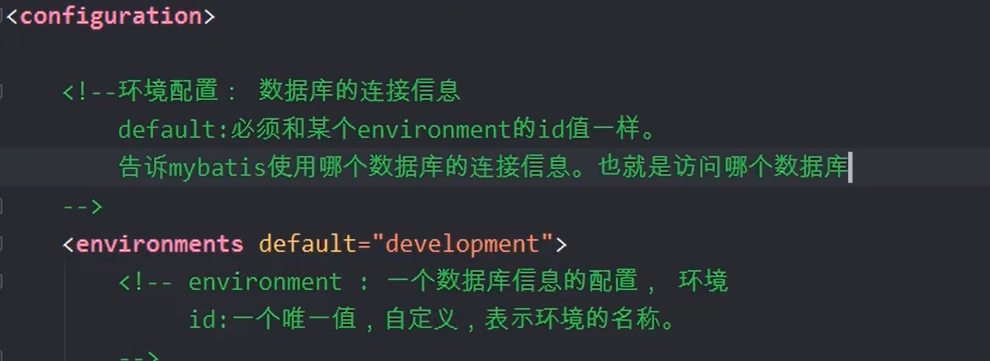 <configuration>
<!--环境配置： 数据库的连接信息
default:必须和某个environment的id值一样。
告诉mybatis使用哪个数据库的连接信息。也就是访问哪个数据库
-->
<environments default="development">
<!-- environment : 一个数据库信息的配置， 环境
id:一个唯一值，自定义，表示环境的名称。
-->